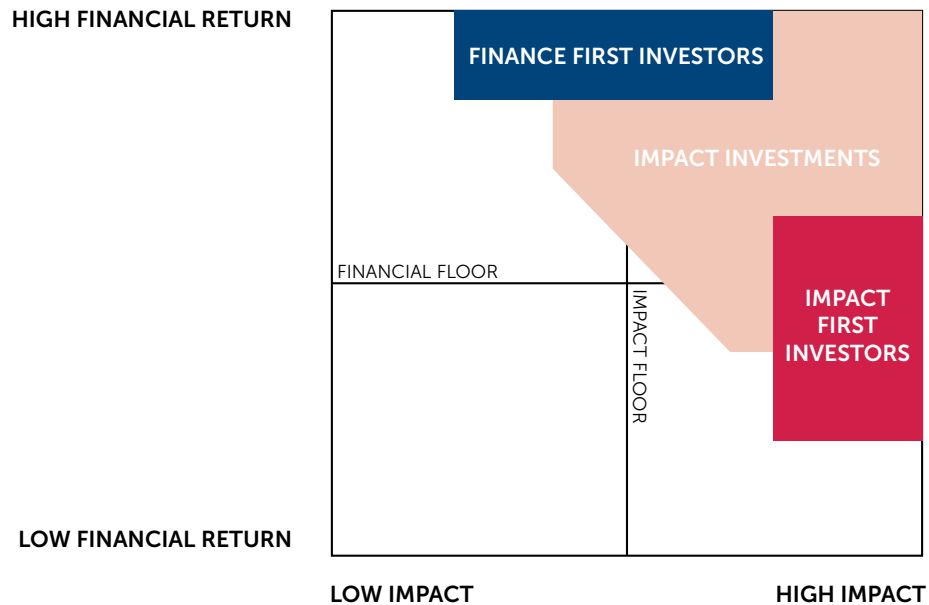 HIGH FINANCIAL RETURN
FINANCE FIRST INVESTORS
IMPACT INVESTMENTS
FINANCIAL FLOOR
IMPACT FLOOR
IMPACT
FIRST
INVESTORS
LOW FINANCIAL RETURN
LOW IMPACT
HIGH IMPACT